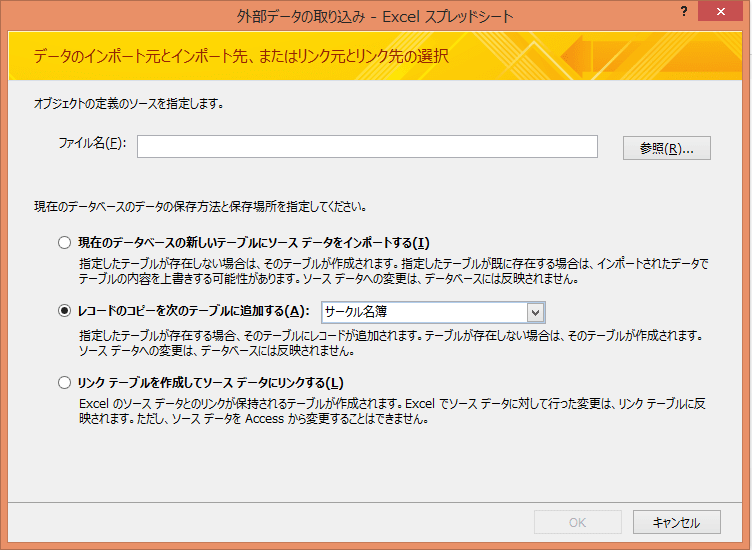 外部データの取り込み - Excel スプレッドシート
?
データのインポート元とインポート先、またはリンク元とリンク先の選択
オブジェクトの定義のソースを指定します。
ファイル名(F):
参照(R)...
現在のデータベースのデータの保存方法と保存場所を指定してください。
現在のデータベースの新しいテーブルにソース データをインポートする(I)
指定したテーブルが存在しない場合は、そのテーブルが作成されます。指定したテーブルが既に存在する場合は、インポートされたデータで
テーブルの内容を上書きする可能性があります。ソース データへの変更は、データベースには反映されません。
レコードのコピーを次のテーブルに追加する(A):
サークル名簿
指定したテーブルが存在する場合、そのテーブルにレコードが追加されます。テーブルが存在しない場合は、そのテーブルが作成されます。
ソース データへの変更は、データベースには反映されません。
リンク テーブルを作成してソース データにリンクする(L)
Excel のソース データとのリンクが保持されるテーブルが作成されます。Excel でソース データに対して行った変更は、リンク テーブルに反
映されます。ただし、ソース データを Access から変更することはできません。
OK
キャンセル